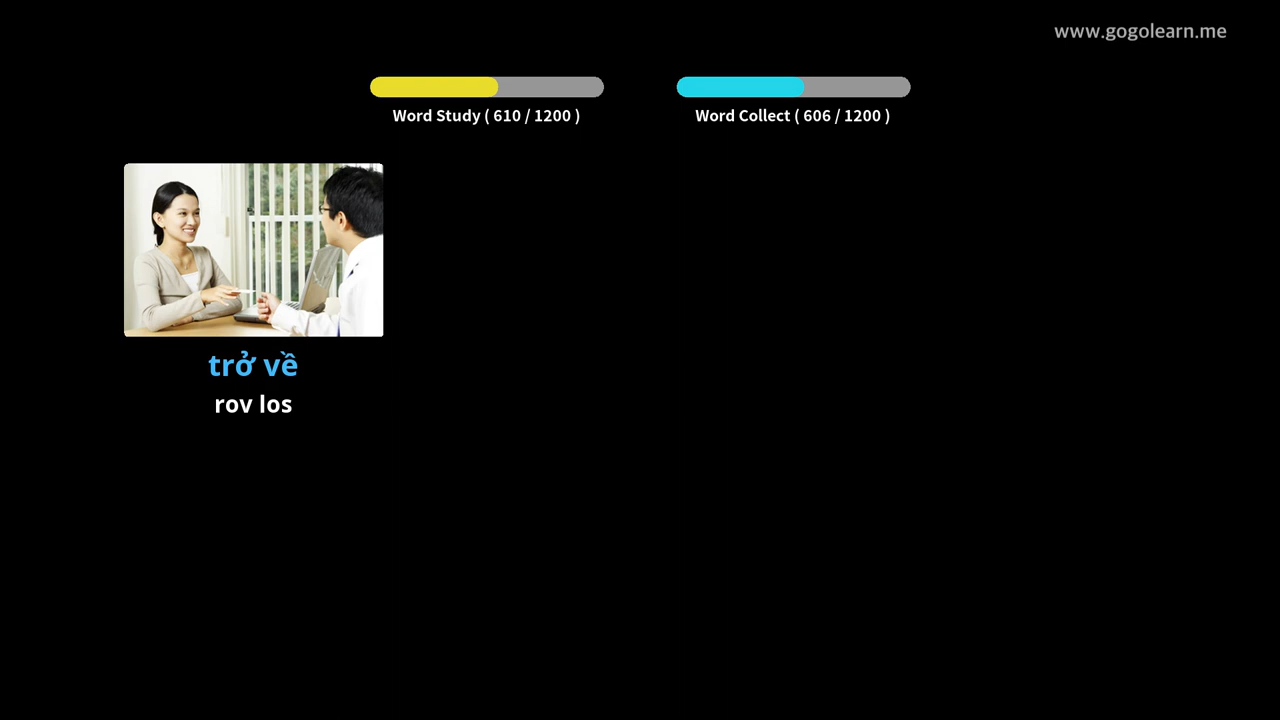 www.gogolearn.me
Word Study ( 610 / 1200 )
Word Collect ( 606 / 1200 )
trở về
rov los